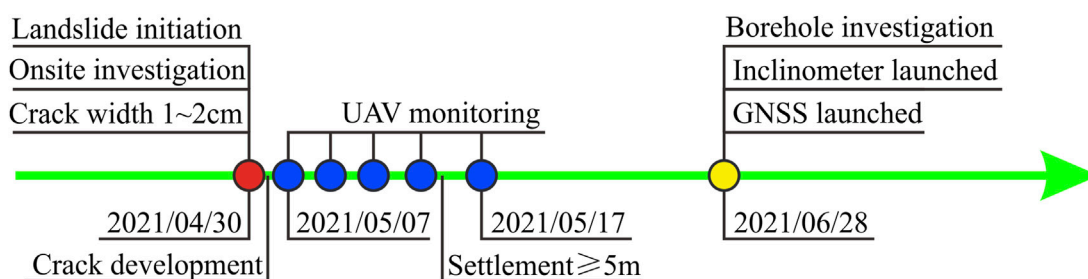 Landslide initiation
Onsite investigation
Crack width 1~2cm
UAV monitoring
Borehole investigation
Inclinometer launched
GNSS launched
2021/04/30
2021/05/07
2021/05/17
2021/06/28
Crack development
Settlement⩾5m